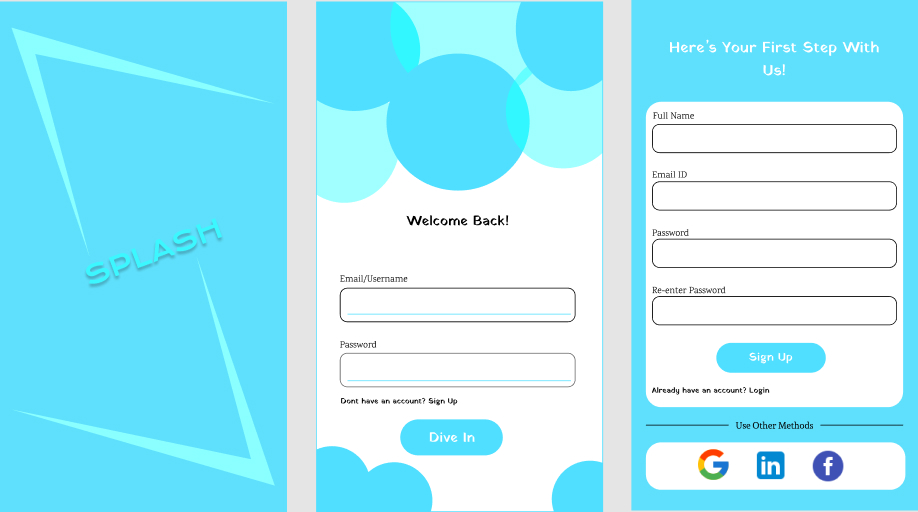 SPLASH
Welcome Back!
Email/Username
Password
Dont have an account? Sign Up
Dive In
Here's Your First Step With
Us!
Full Name
Email ID
Password
Re-enter Password
Sign Up
Already have an account? Login
Use Other Methods
G
in
f